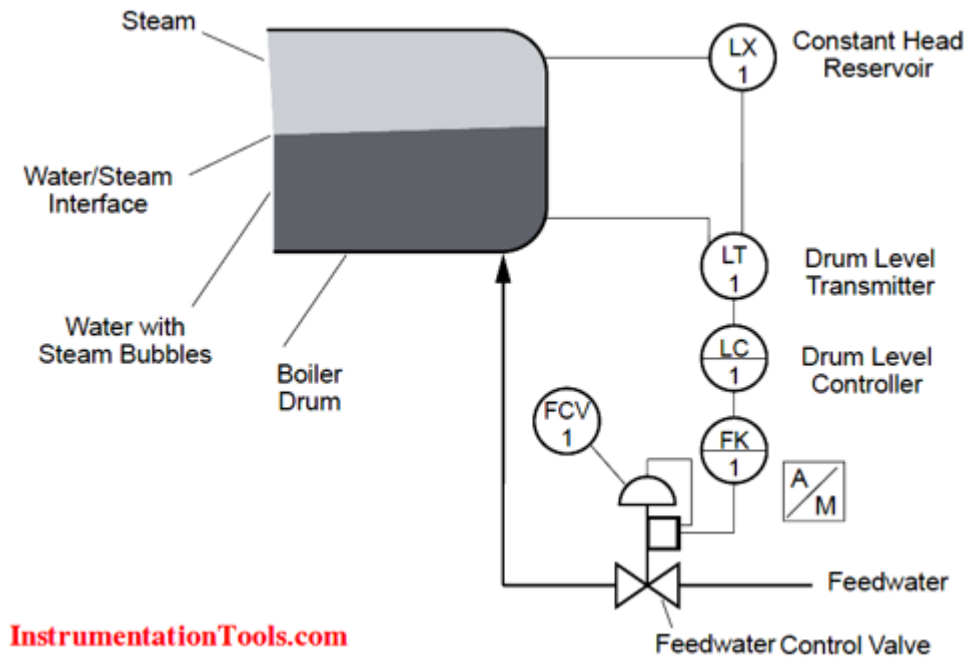 Steam
LX
1
Constant Head
Reservoir
Water/Steam
Interface
LT
1
Drum Level
Transmitter
Water with
Steam Bubbles
Boiler
Drum
LC
1
Drum Level
Controller
FCV
1
FK
1
A/M
Feedwater
Feedwater Control Valve
InstrumentationTools.com